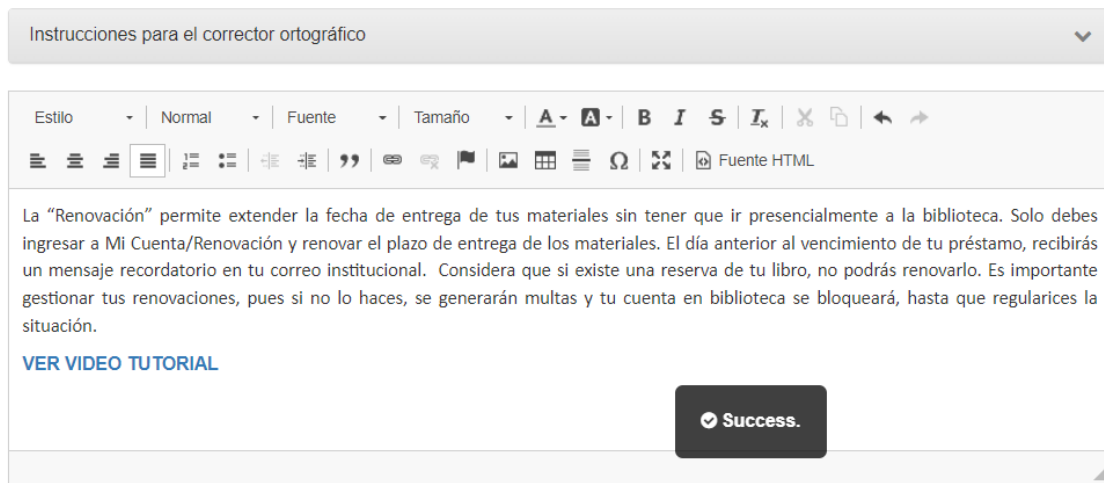 Instrucciones para el corrector ortográfico
Estilo Normal Fuente Tamaño A A B I S Tx
Fuente HTML
La “Renovación” permite extender la fecha de entrega de tus materiales sin tener que ir presencialmente a la biblioteca. Solo debes
ingresar a Mi Cuenta/Renovación y renovar el plazo de entrega de los materiales. El día anterior al vencimiento de tu préstamo, recibirás
un mensaje recordatorio en tu correo institucional. Considera que si existe una reserva de tu libro, no podrás renovarlo. Es importante
gestionar tus renovaciones, pues si no lo haces, se generarán multas y tu cuenta en biblioteca se bloqueará, hasta que regularices la
situación.
VER VIDEO TUTORIAL
Success.